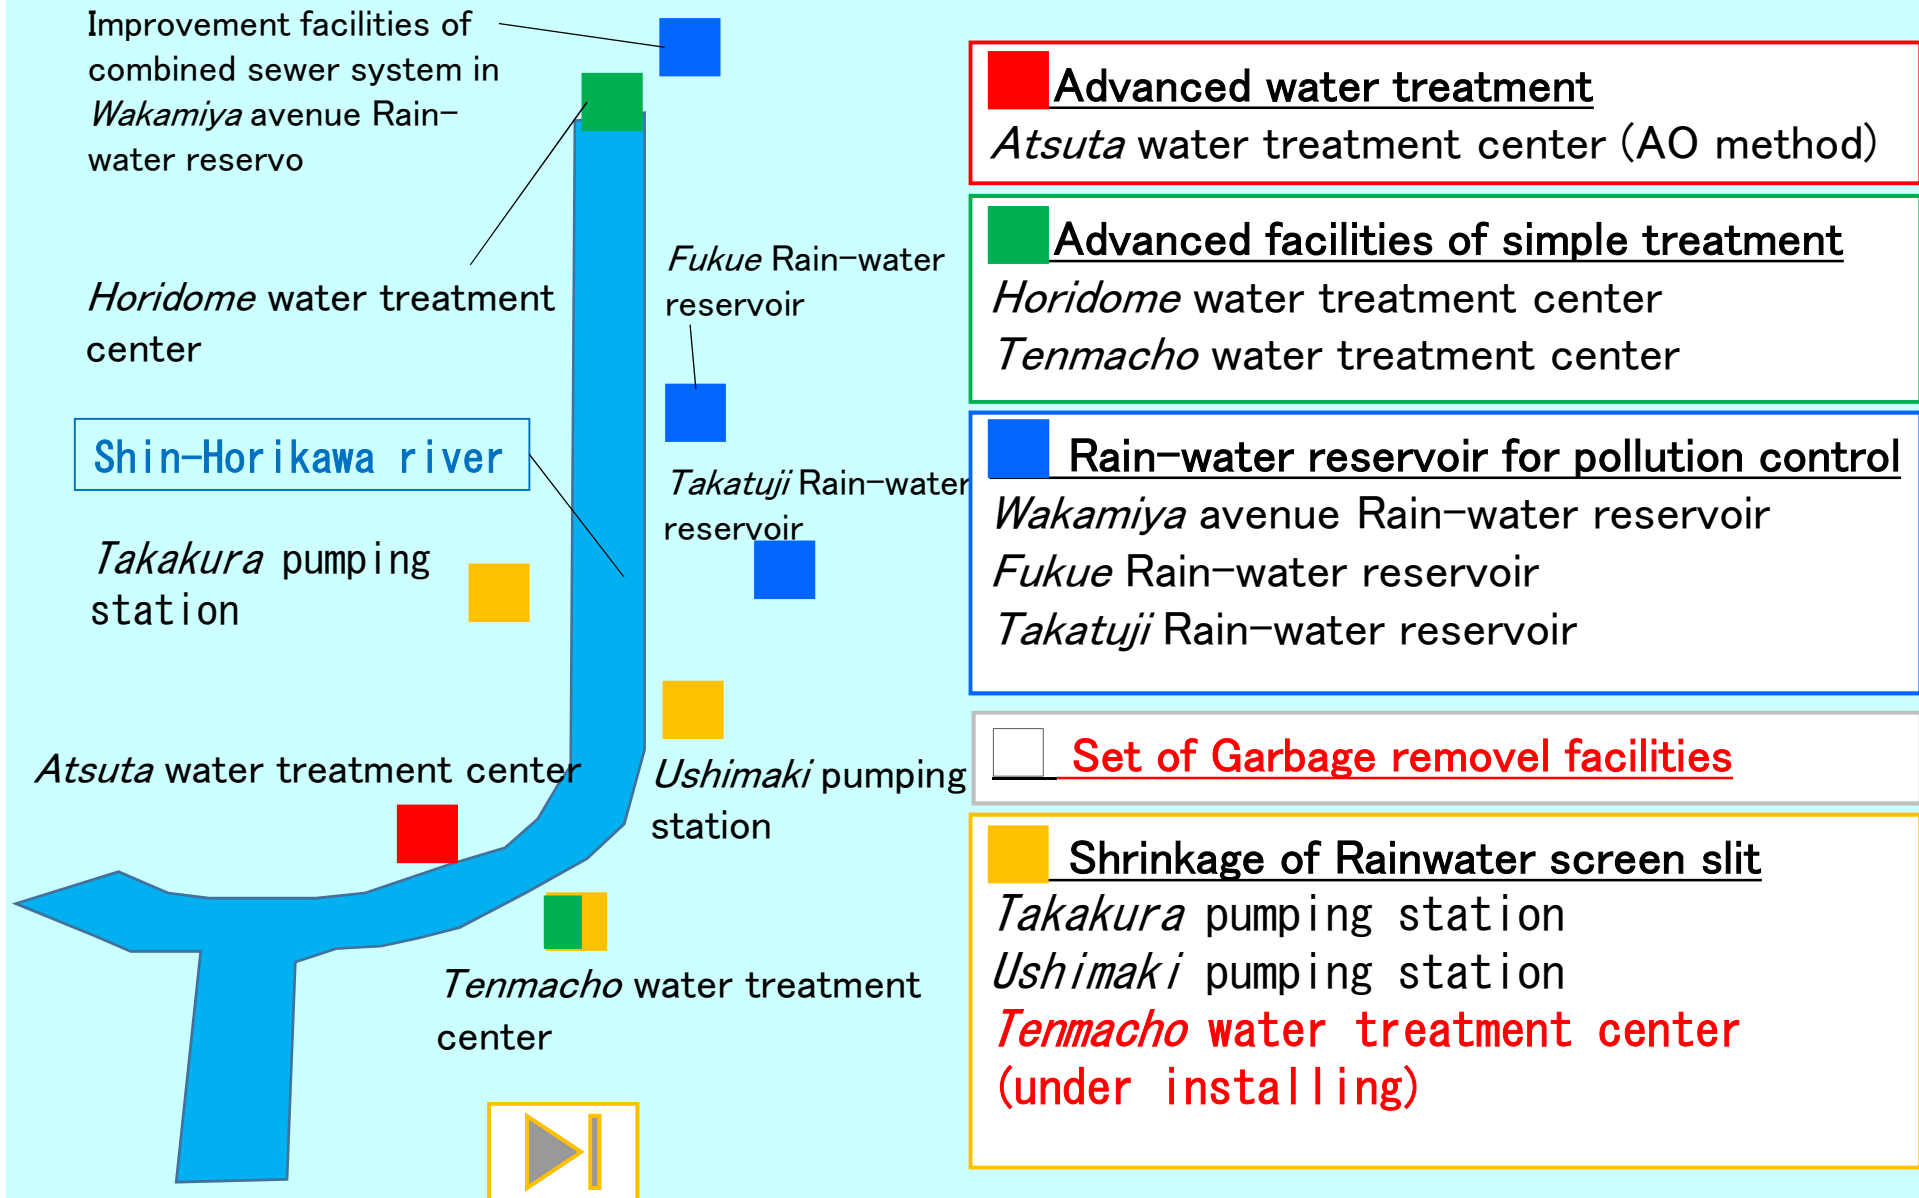 Improvement facilities of
combined sewer system in
Wakamiya avenue Rain-
water reservo
Horidome water treatment
center
Fukue Rain-water
reservoir
Shin-Horikawa river
Takatuji Rain-water
reservoir
Takakura pumping
station
Atsuta water treatment center
Ushimaki pumping
station
Tenmacho water treatment
center
Advanced water treatment
Atsuta water treatment center (AO method)
Advanced facilities of simple treatment
Horidome water treatment center
Tenmacho water treatment center
Rain-water reservoir for pollution control
Wakamiya avenue Rain-water reservoir
Fukue Rain-water reservoir
Takatuji Rain-water reservoir
Set of Garbage removel facilities
Shrinkage of Rainwater screen slit
Takakura pumping station
Ushimaki pumping station
Tenmacho water treatment center
(under installing)